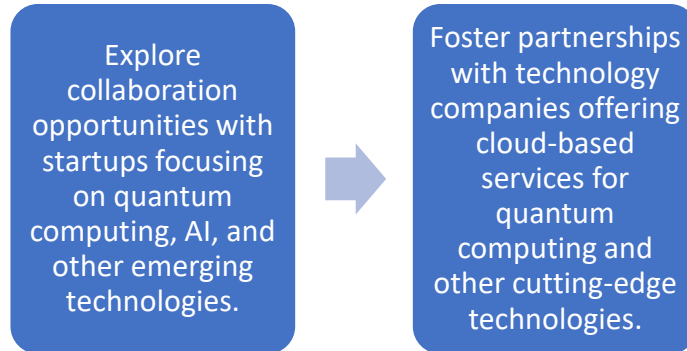 Explore
collaboration
opportunities with
startups focusing
on quantum
computing, AI, and
other emerging
technologies.
Foster partnerships
with technology
companies offering
cloud-based
services for
quantum
computing and
other cutting-edge
technologies.